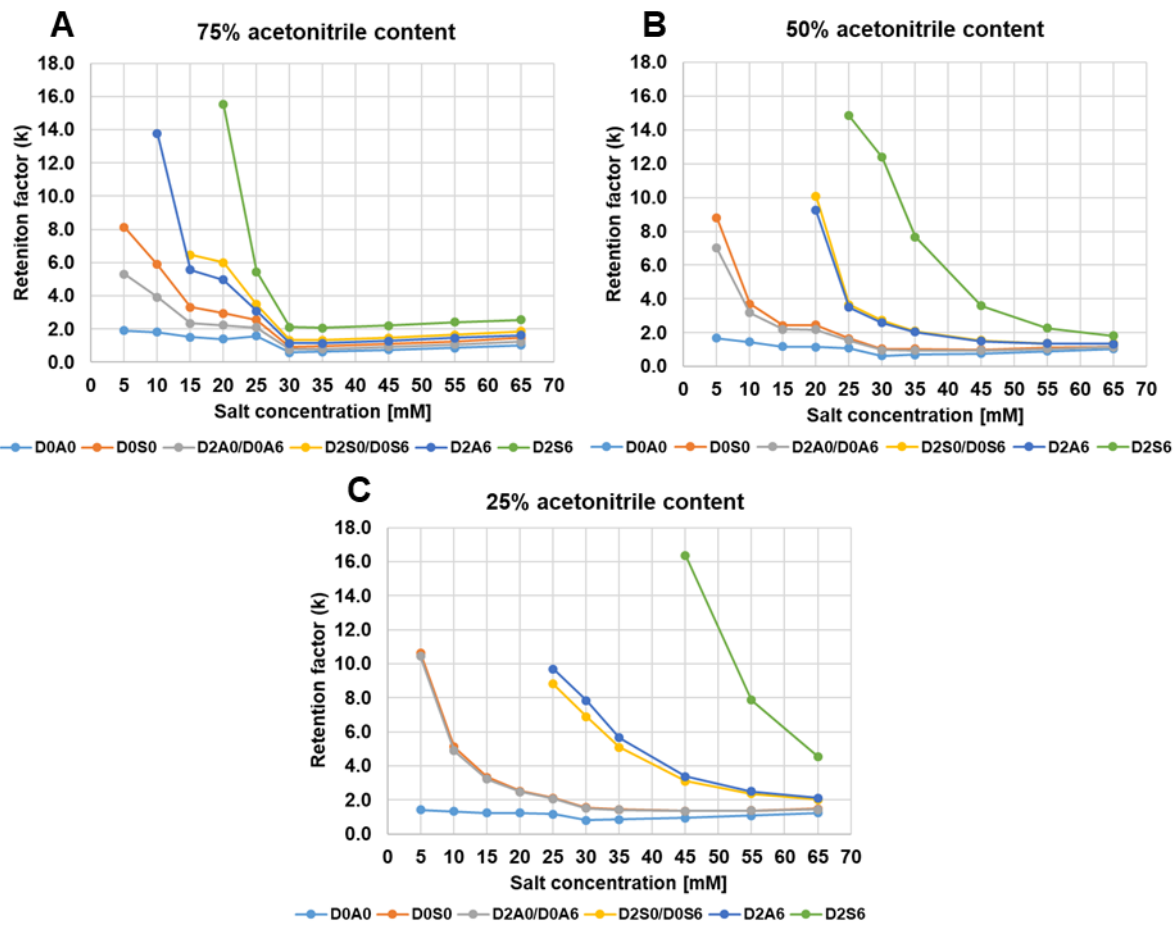 A
75% acetonitrile content
18.0
16.0
14.0
12.0
10.0
8.0
6.0
4.0
2.0
0.0
Reteniton factor (k)
0 5 10 15 20 25 30 35 40 45 50 55 60 65 70
Salt concentration [mM]
D0A0 D0S0 D2A0/D0A6 D2S0/D0S6 D2A6 D2S6
B
50% acetonitrile content
18.0
16.0
14.0
12.0
10.0
8.0
6.0
4.0
2.0
0.0
Retention factor (k)
0 5 10 15 20 25 30 35 40 45 50 55 60 65 70
Salt concentration [mM]
D0A0 D0S0 D2A0/D0A6 D2S0/D0S6 D2A6 D2S6
C
25% acetonitrile content
18.0
16.0
14.0
12.0
10.0
8.0
6.0
4.0
2.0
0.0
Retention factor (k)
0 5 10 15 20 25 30 35 40 45 50 55 60 65 70
Salt concentration [mM]
D0A0 D0S0 D2A0/D0A6 D2S0/D0S6 D2A6 D2S6